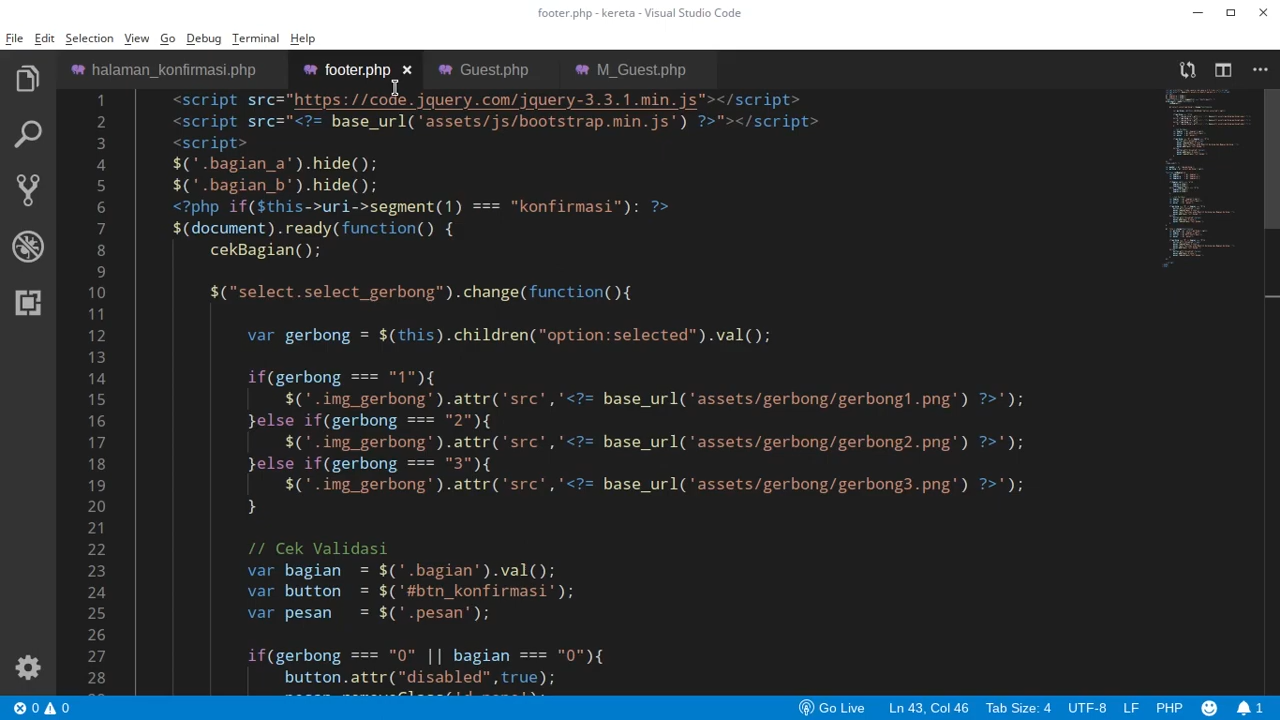 footer.php - kereta - Visual Studio Code
File Edit Selection View Go Debug Terminal Help
halaman_konfirmasi.php footer.php Guest.php M_Guest.php
1 <script src="https://code.jquery.com/jquery-3.3.1.min.js"></script>
2 <script src="<?= base_url('assets/js/bootstrap.min.js') ?>"></script>
3 <script>
4 $('.bagian_a').hide();
5 $('.bagian_b').hide();
6 <?php if($this->uri->segment(1) === "konfirmasi"): ?>
7 $(document).ready(function() {
8 cekBagian();
9
10 $("select.select_gerbong").change(function(){
11
12 var gerbong = $(this).children("option:selected").val();
13
14 if(gerbong === "1"){
15 $('.img_gerbong').attr('src','<?= base_url('assets/gerbong/gerbong1.png') ?>');
16 }else if(gerbong === "2"){
17 $('.img_gerbong').attr('src','<?= base_url('assets/gerbong/gerbong2.png') ?>');
18 }else if(gerbong === "3"){
19 $('.img_gerbong').attr('src','<?= base_url('assets/gerbong/gerbong3.png') ?>');
20 }
21
22 // Cek Validasi
23 var bagian = $('.bagian').val();
24 var button = $('#btn_konfirmasi');
25 var pesan = $('.pesan');
26
27 if(gerbong === "0" || bagian === "0"){
28 button.attr("disabled",true);
0 0 Go Live Ln 43, Col 46 Tab Size: 4 UTF-8 LF PHP 1